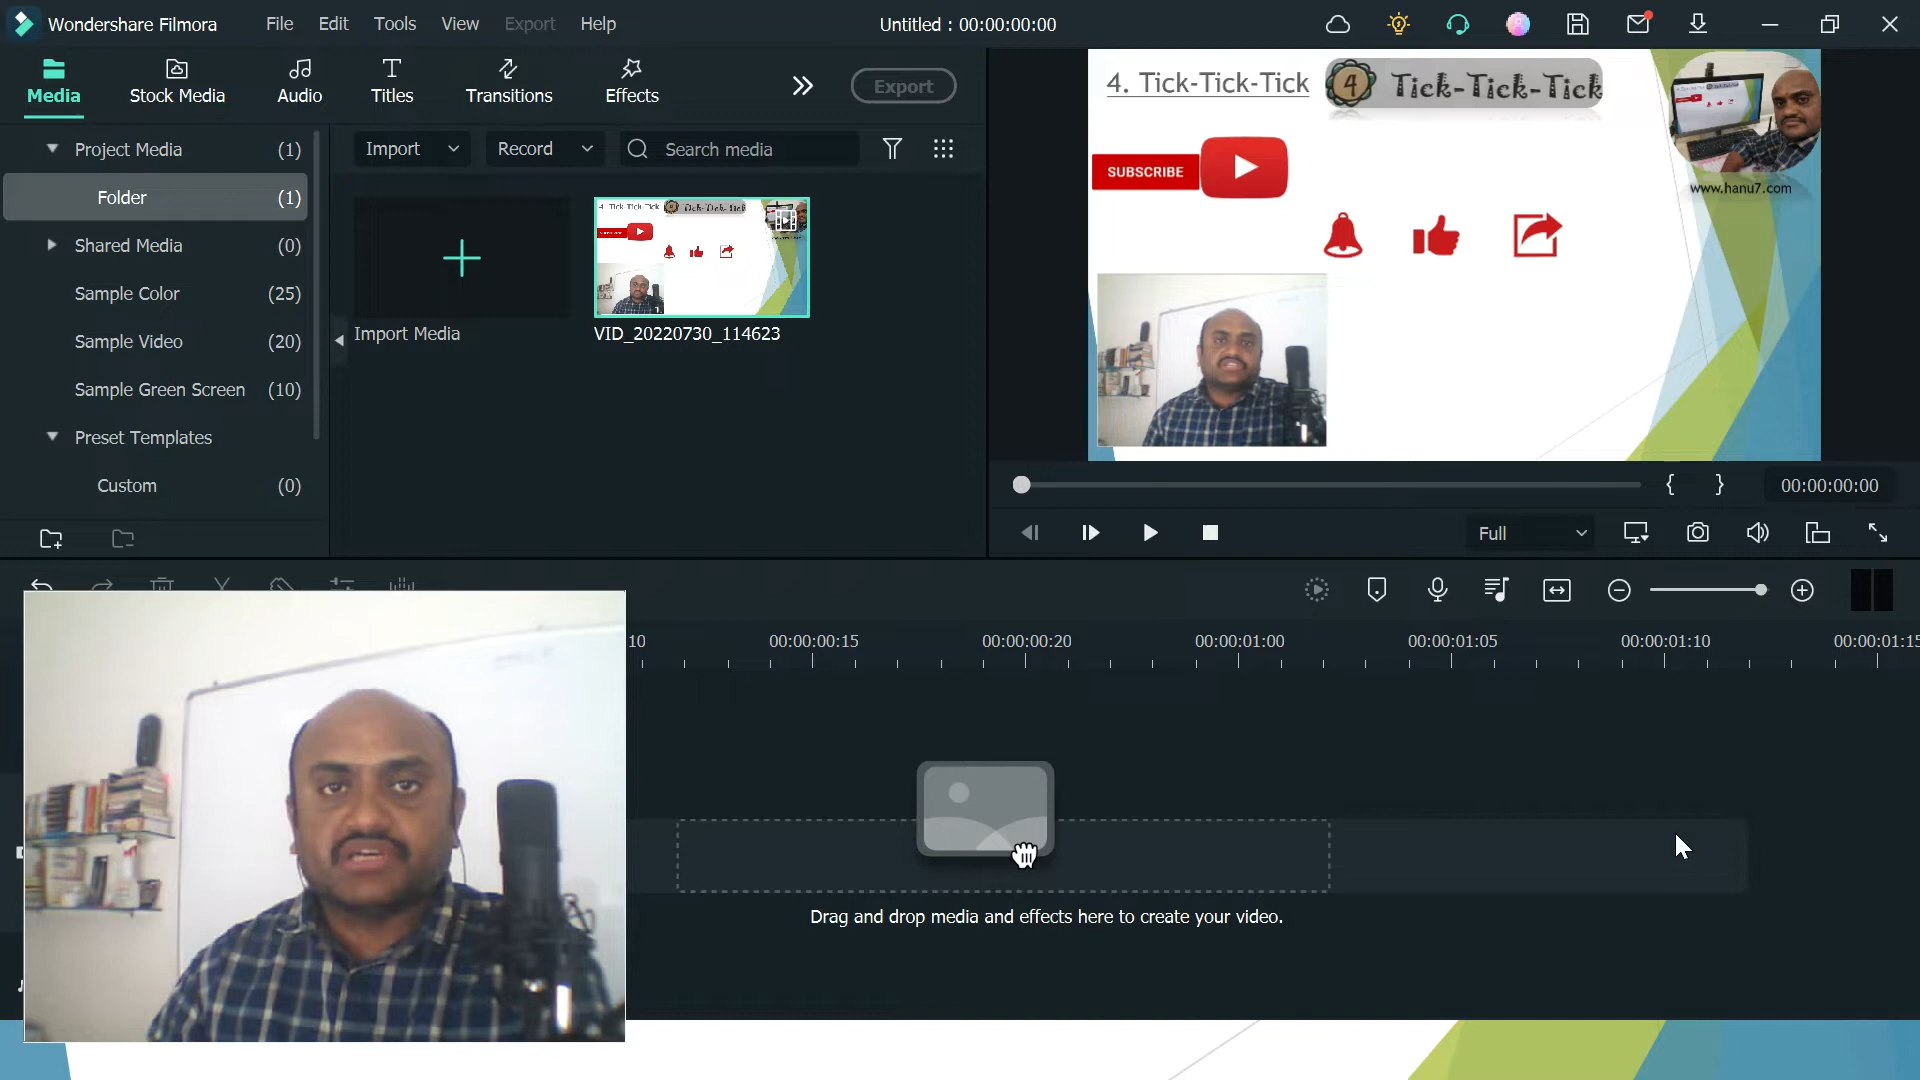 Wondershare Filmora File Edit Tools View Export Help Untitled : 00:00:00:00
Media Stock Media Audio Titles Transitions Effects Export
Project Media (1)
Folder (1)
Shared Media (0)
Sample Color (25)
Sample Video (20)
Sample Green Screen (10)
Preset Templates
Custom (0)
Import Record Search media
Import Media
VID_20220730_114623
4. Tick-Tick-Tick 4 Tick-Tick-Tick
SUBSCRIBE
www.hanu7.com
{ } 00:00:00:00
Full
10 00:00:00:15 00:00:00:20 00:00:01:00 00:00:01:05 00:00:01:10 00:00:01:15
Drag and drop media and effects here to create your video.